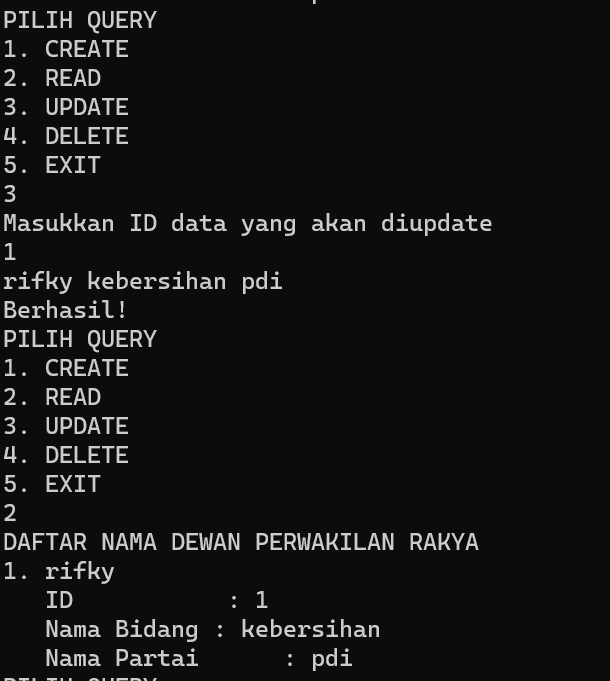 PILIH QUERY
1. CREATE
2. READ
3. UPDATE
4. DELETE
5. EXIT
3
Masukkan ID data yang akan diupdate
1
rifky kebersihan pdi
Berhasil!
PILIH QUERY
1. CREATE
2. READ
3. UPDATE
4. DELETE
5. EXIT
2
DAFTAR NAMA DEWAN PERWAKILAN RAKYA
1. rifky
   ID           : 1
   Nama Bidang : kebersihan
   Nama Partai      : pdi
PILIH QUERY